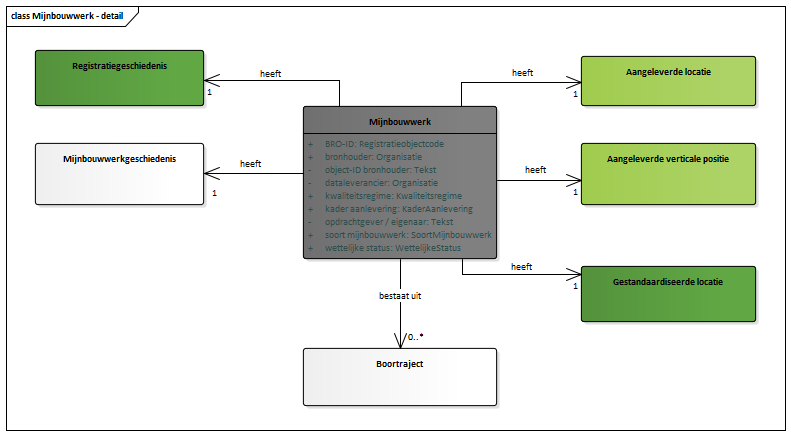 class Mijnbouwwerk - detail
Registratiegeschiedenis
heeft
1
Mijnbouwwerkgeschiedenis
heeft
1
Mijnbouwwerk
+ BRO-ID: Registratieobjectcode
+ bronhouder: Organisatie
- object-ID bronhouder: Tekst
- dataleverancier: Organisatie
+ kwaliteitsregime: Kwaliteitsregime
+ kader aanlevering: KaderAanlevering
- opdrachtgever / eigenaar: Tekst
+ soort mijnbouwwerk: SoortMijnbouwwerk
+ wettelijke status: WettelijkeStatus
heeft
1
Aangeleverde locatie
heeft
1
Aangeleverde verticale positie
heeft
1
Gestandaardiseerde locatie
bestaat uit
0..*
Boortraject